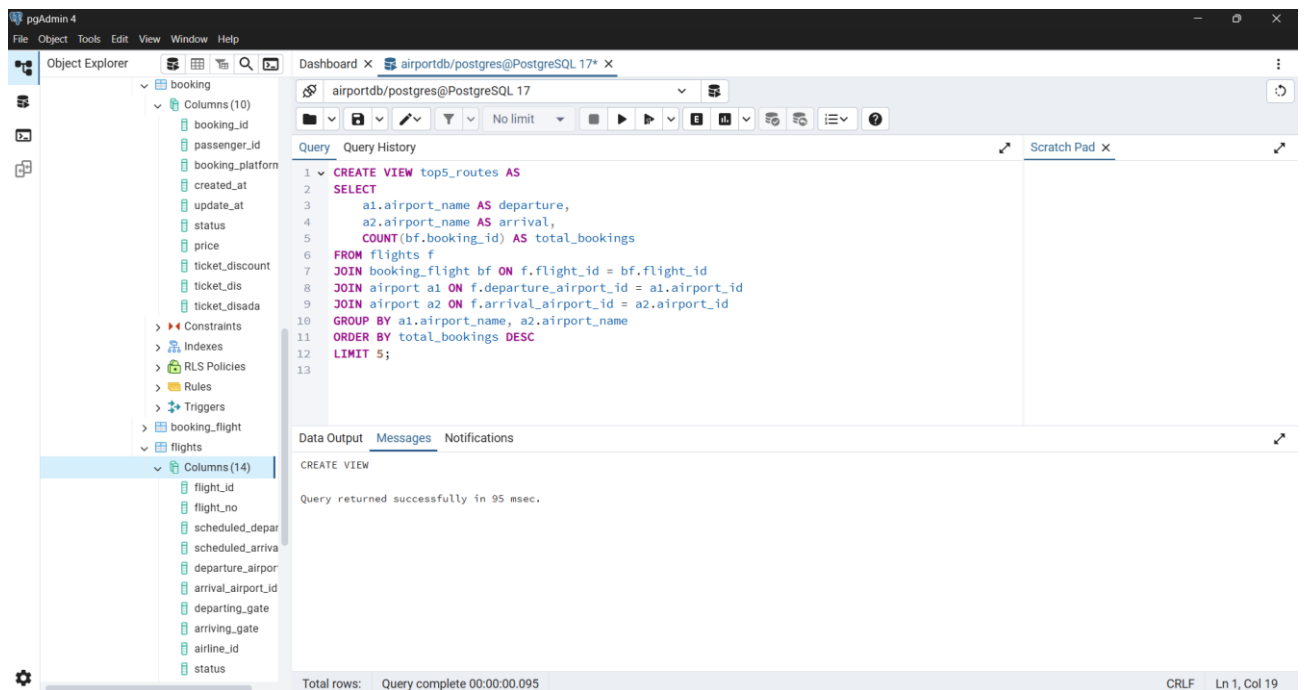 pgAdmin 4
File Object Tools Edit View Window Help
Object Explorer
booking
Columns (10)
booking_id
passenger_id
booking_platform
created_at
update_at
status
price
ticket_discount
ticket_dis
ticket_disada
Constraints
Indexes
RLS Policies
Rules
Triggers
booking_flight
flights
Columns (14)
flight_id
flight_no
scheduled_depar
scheduled_arriva
departure_airpor
arrival_airport_id
departing_gate
arriving_gate
airline_id
status
Dashboard airportdb/postgres@PostgreSQL 17*
airportdb/postgres@PostgreSQL 17
No limit
Query Query History
Scratch Pad
1 CREATE VIEW top5_routes AS
2 SELECT
3 a1.airport_name AS departure,
4 a2.airport_name AS arrival,
5 COUNT(bf.booking_id) AS total_bookings
6 FROM flights f
7 JOIN booking_flight bf ON f.flight_id = bf.flight_id
8 JOIN airport a1 ON f.departure_airport_id = a1.airport_id
9 JOIN airport a2 ON f.arrival_airport_id = a2.airport_id
10 GROUP BY a1.airport_name, a2.airport_name
11 ORDER BY total_bookings DESC
12 LIMIT 5;
13
Data Output Messages Notifications
CREATE VIEW
Query returned successfully in 95 msec.
Total rows: Query complete 00:00:00.095 CRLF Ln 1, Col 19